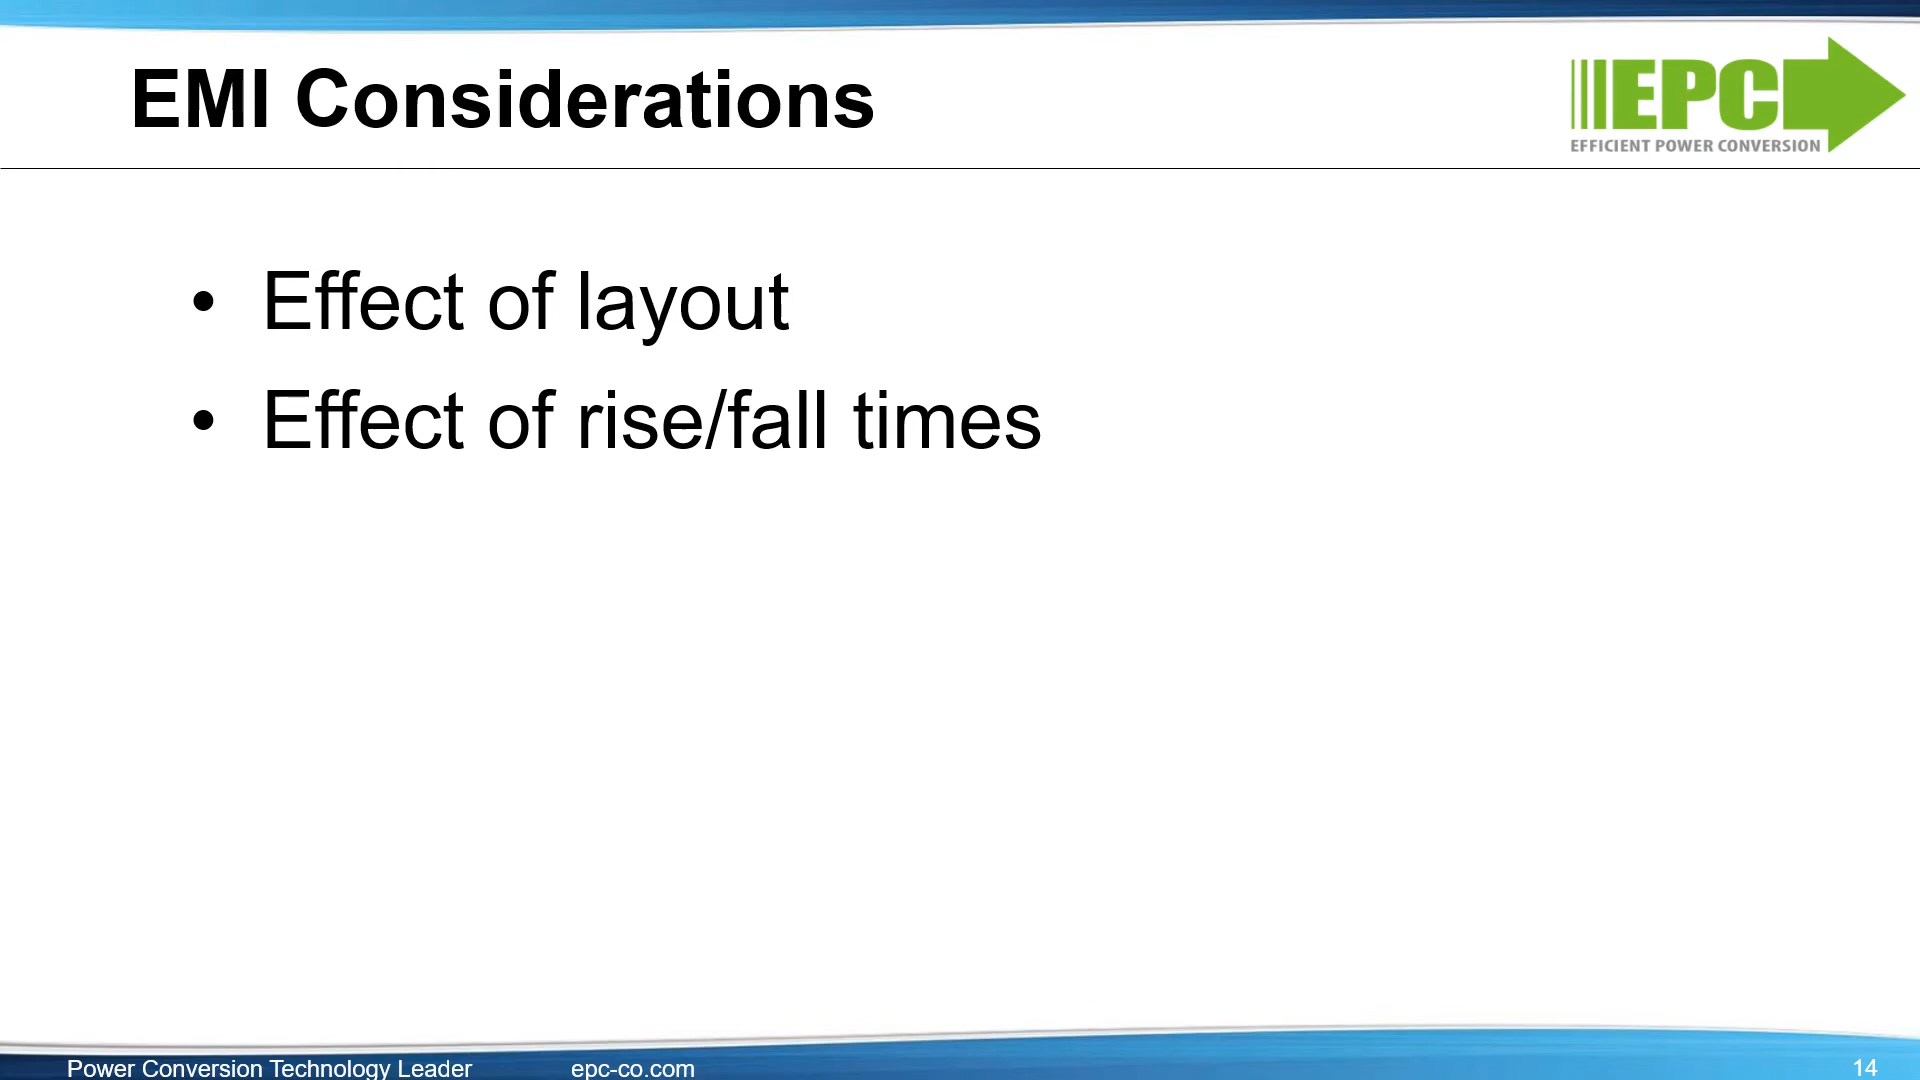 EMI Considerations
EPC
EFFICIENT POWER CONVERSION
• Effect of layout
• Effect of rise/fall times
Power Conversion Technology Leader epc-co.com 14